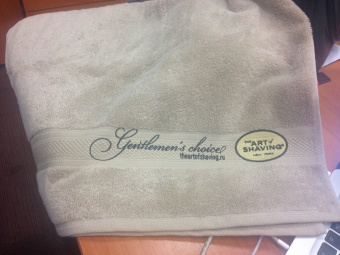 Gentlemen's choice
theartofshaving.ru
THE ART
OF
SHAVING